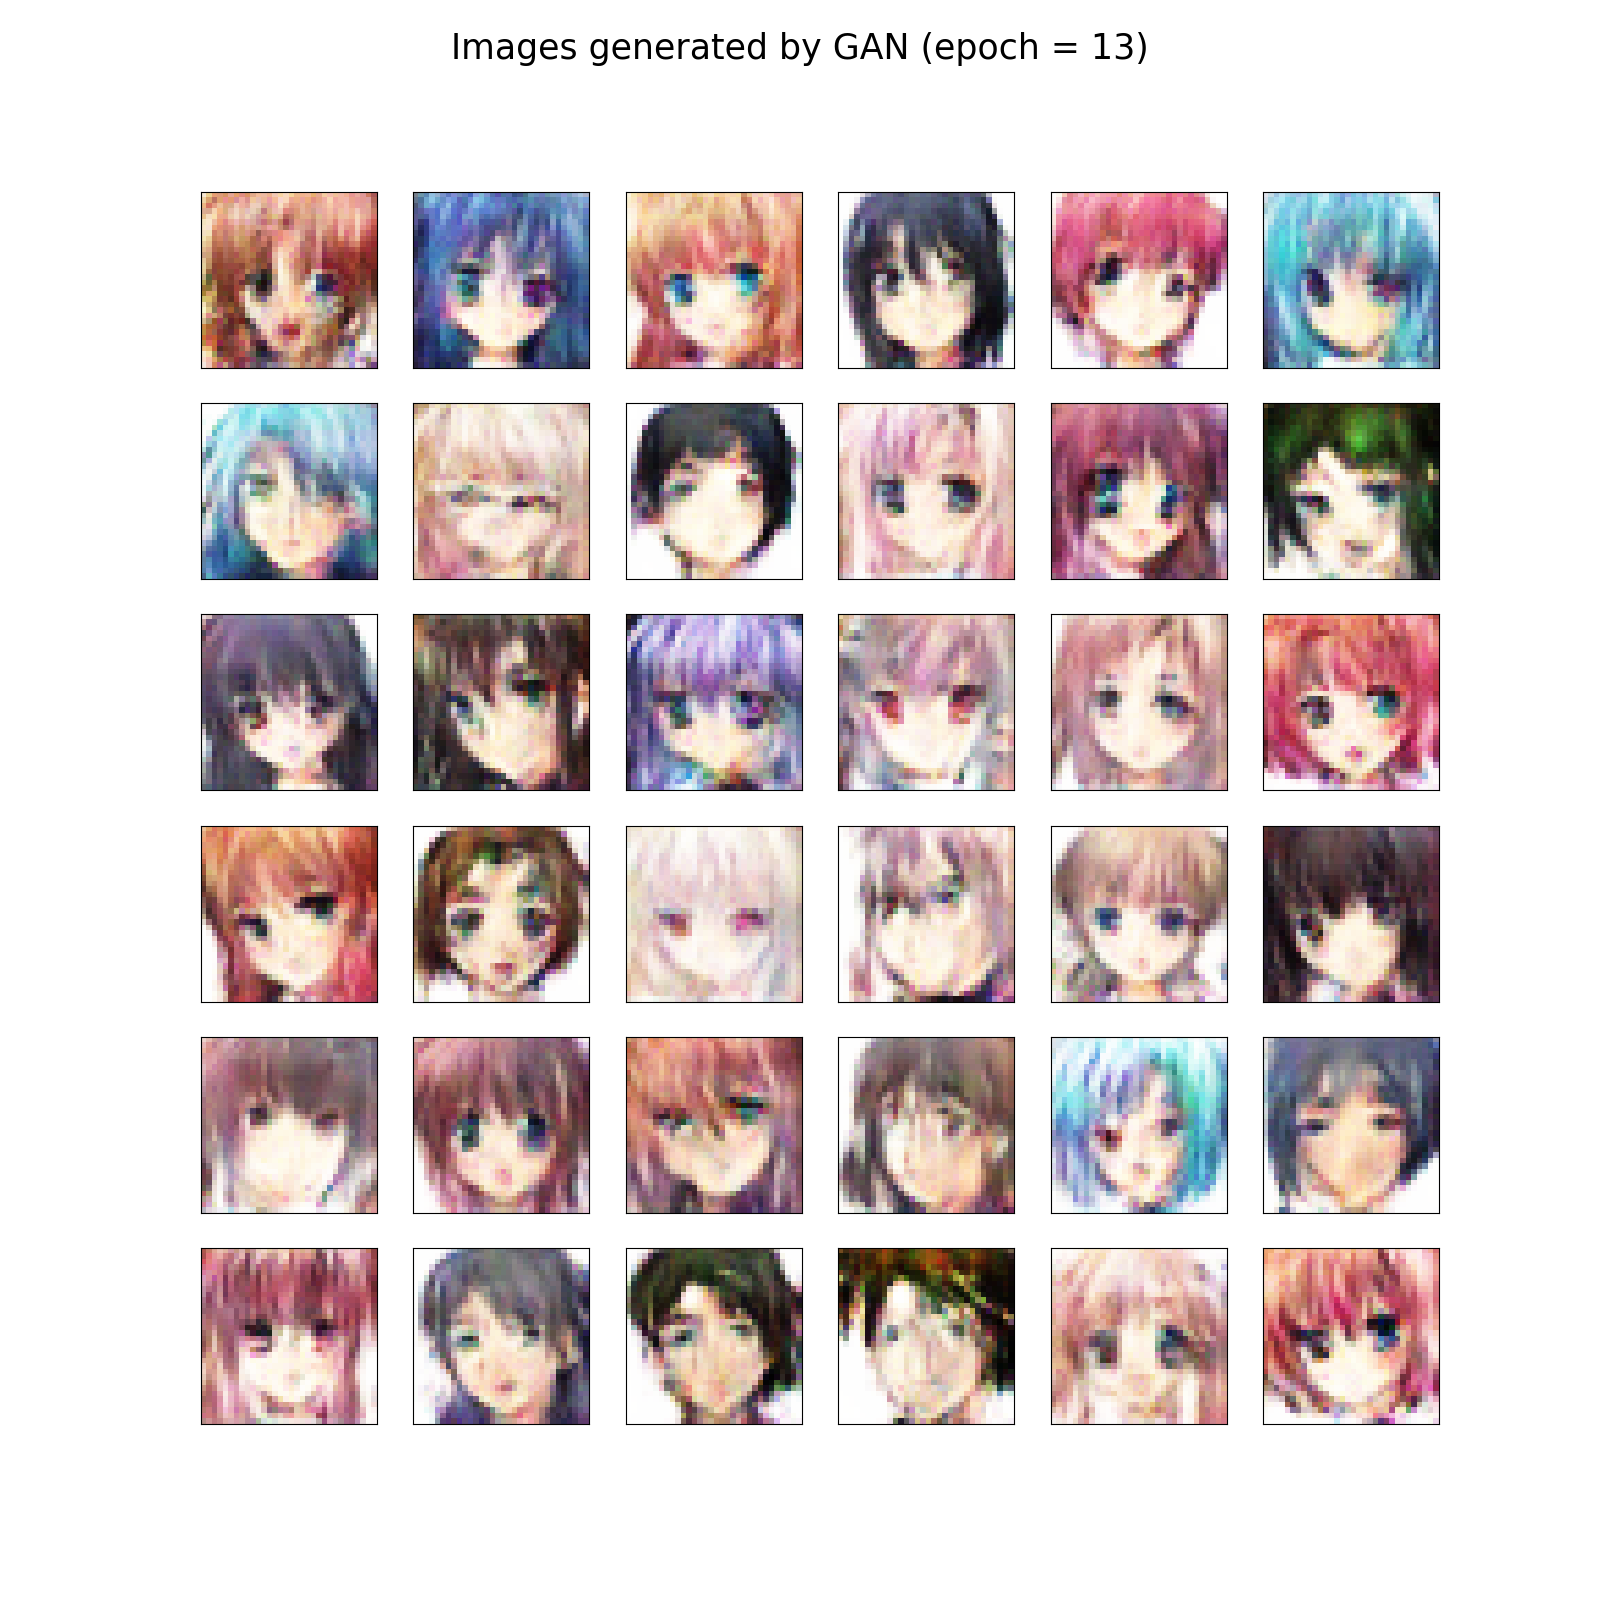 Images generated by GAN (epoch = 13)